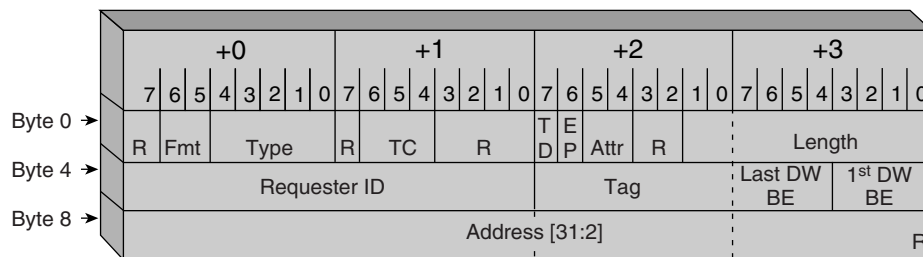 +0 +1 +2 +3
7 6 5 4 3 2 1 0 7 6 5 4 3 2 1 0 7 6 5 4 3 2 1 0 7 6 5 4 3 2 1 0
Byte 0 R Fmt Type R TC R TD EP Attr R Length
Byte 4 Requester ID Tag Last DW BE 1st DW BE
Byte 8 Address [31:2] R